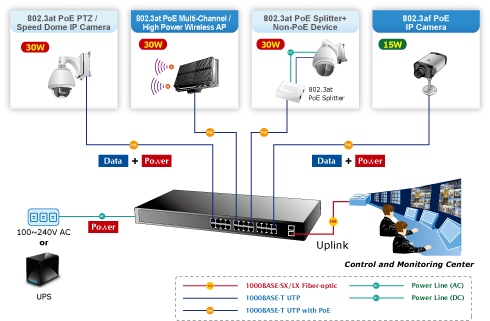 802.3at PoE PTZ /
Speed Dome IP Camera
30W
802.3at PoE Multi-Channel /
High Power Wireless AP
30W
802.3at PoE Splitter+
Non-PoE Device
30W
802.3at
PoE Splitter
802.3af PoE
IP Camera
15W
Data + Power
Data + Power
100~240V AC
or
UPS
Power
Uplink
Control and Monitoring Center
1000BASE-SX/LX Fiber-optic
1000BASE-T UTP
1000BASE-T UTP with PoE
Power Line (AC)
Power Line (DC)